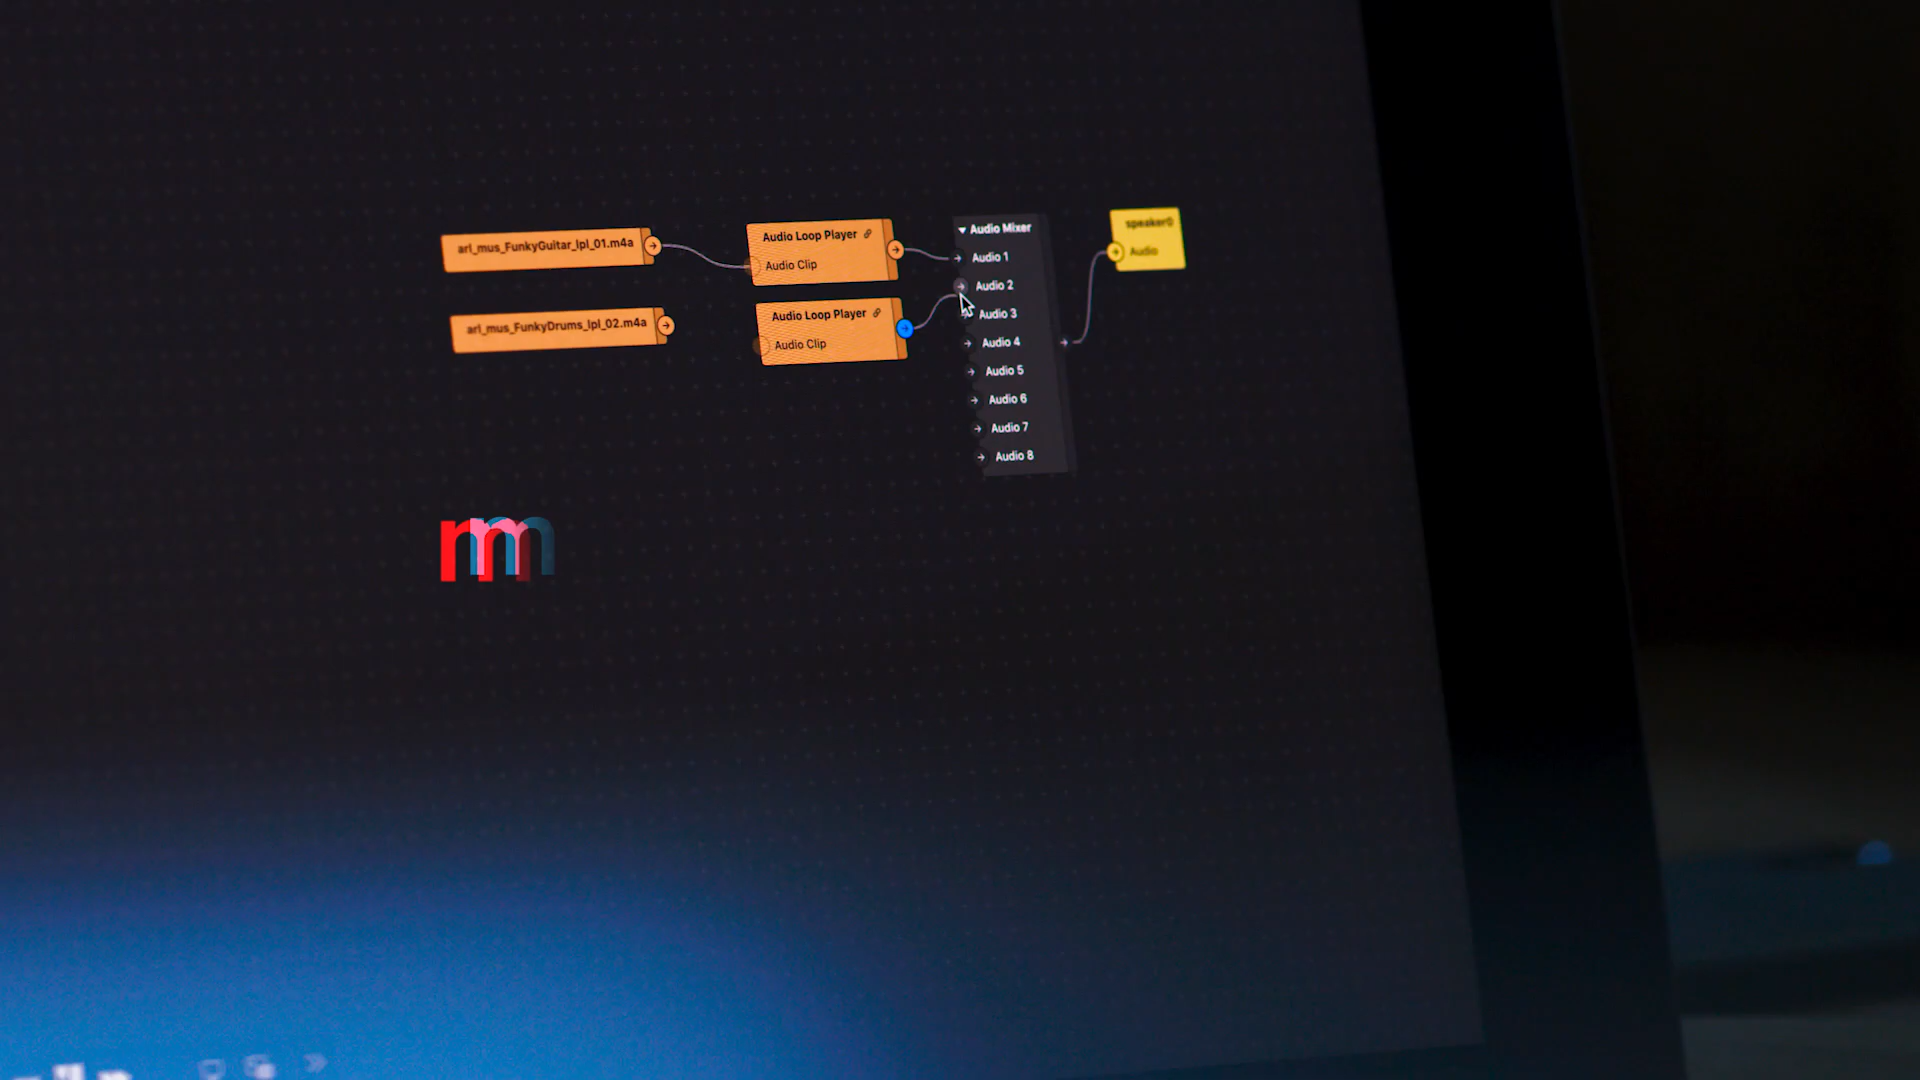 arl_mus_FunkyGuitar_lpl_01.m4a
arl_mus_FunkyDrums_lpl_02.m4a
Audio Loop Player
Audio Clip
Audio Loop Player
Audio Clip
Audio Mixer
Audio 1
Audio 2
Audio 3
Audio 4
Audio 5
Audio 6
Audio 7
Audio 8
speaker0
Audio
m